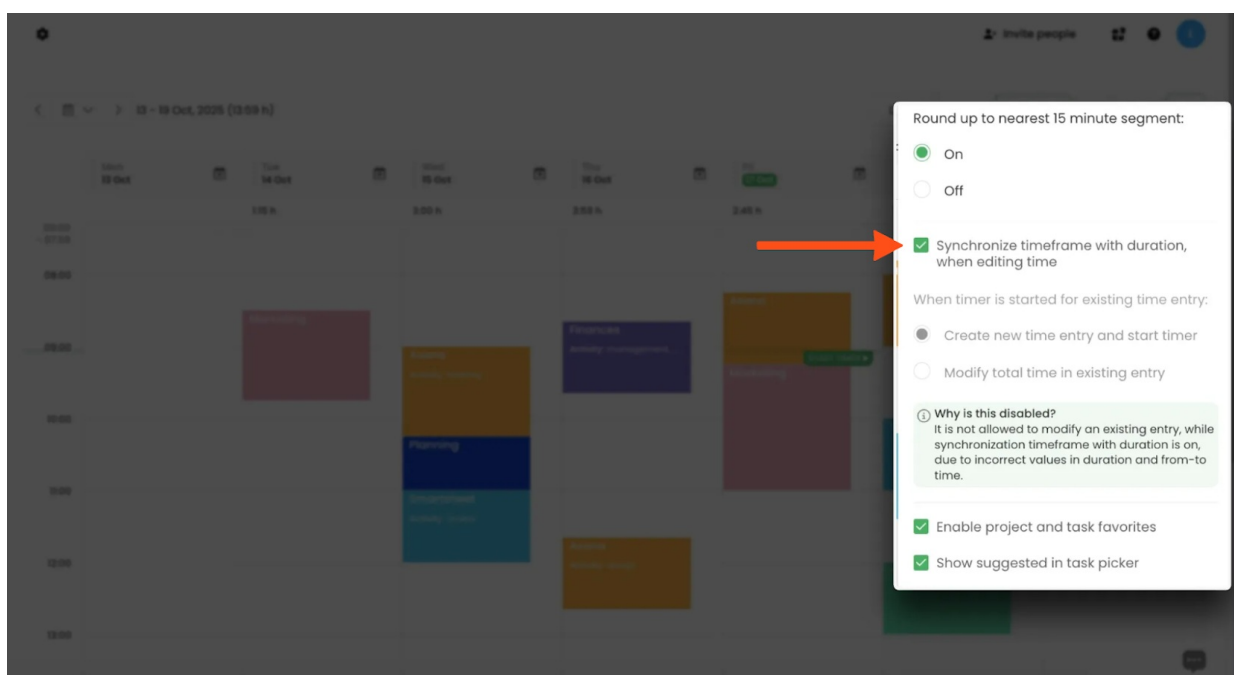 Invite people
13 - 19 Oct, 2025 (13:59 h)
Mon
13 Oct
Tue
14 Oct
Wed
15 Oct
Thu
16 Oct
Fri
17 Oct
1:15 h
3:00 h
2:45 h
08:00
09:00
10:00
11:00
12:00
13:00
Finances
Planning
Round up to nearest 15 minute segment:
On
Off
Synchronize timeframe with duration,
when editing time
When timer is started for existing time entry:
Create new time entry and start timer
Modify total time in existing entry
Why is this disabled?
It is not allowed to modify an existing entry, while
synchronization timeframe with duration is on,
due to incorrect values in duration and from-to
time.
Enable project and task favorites
Show suggested in task picker